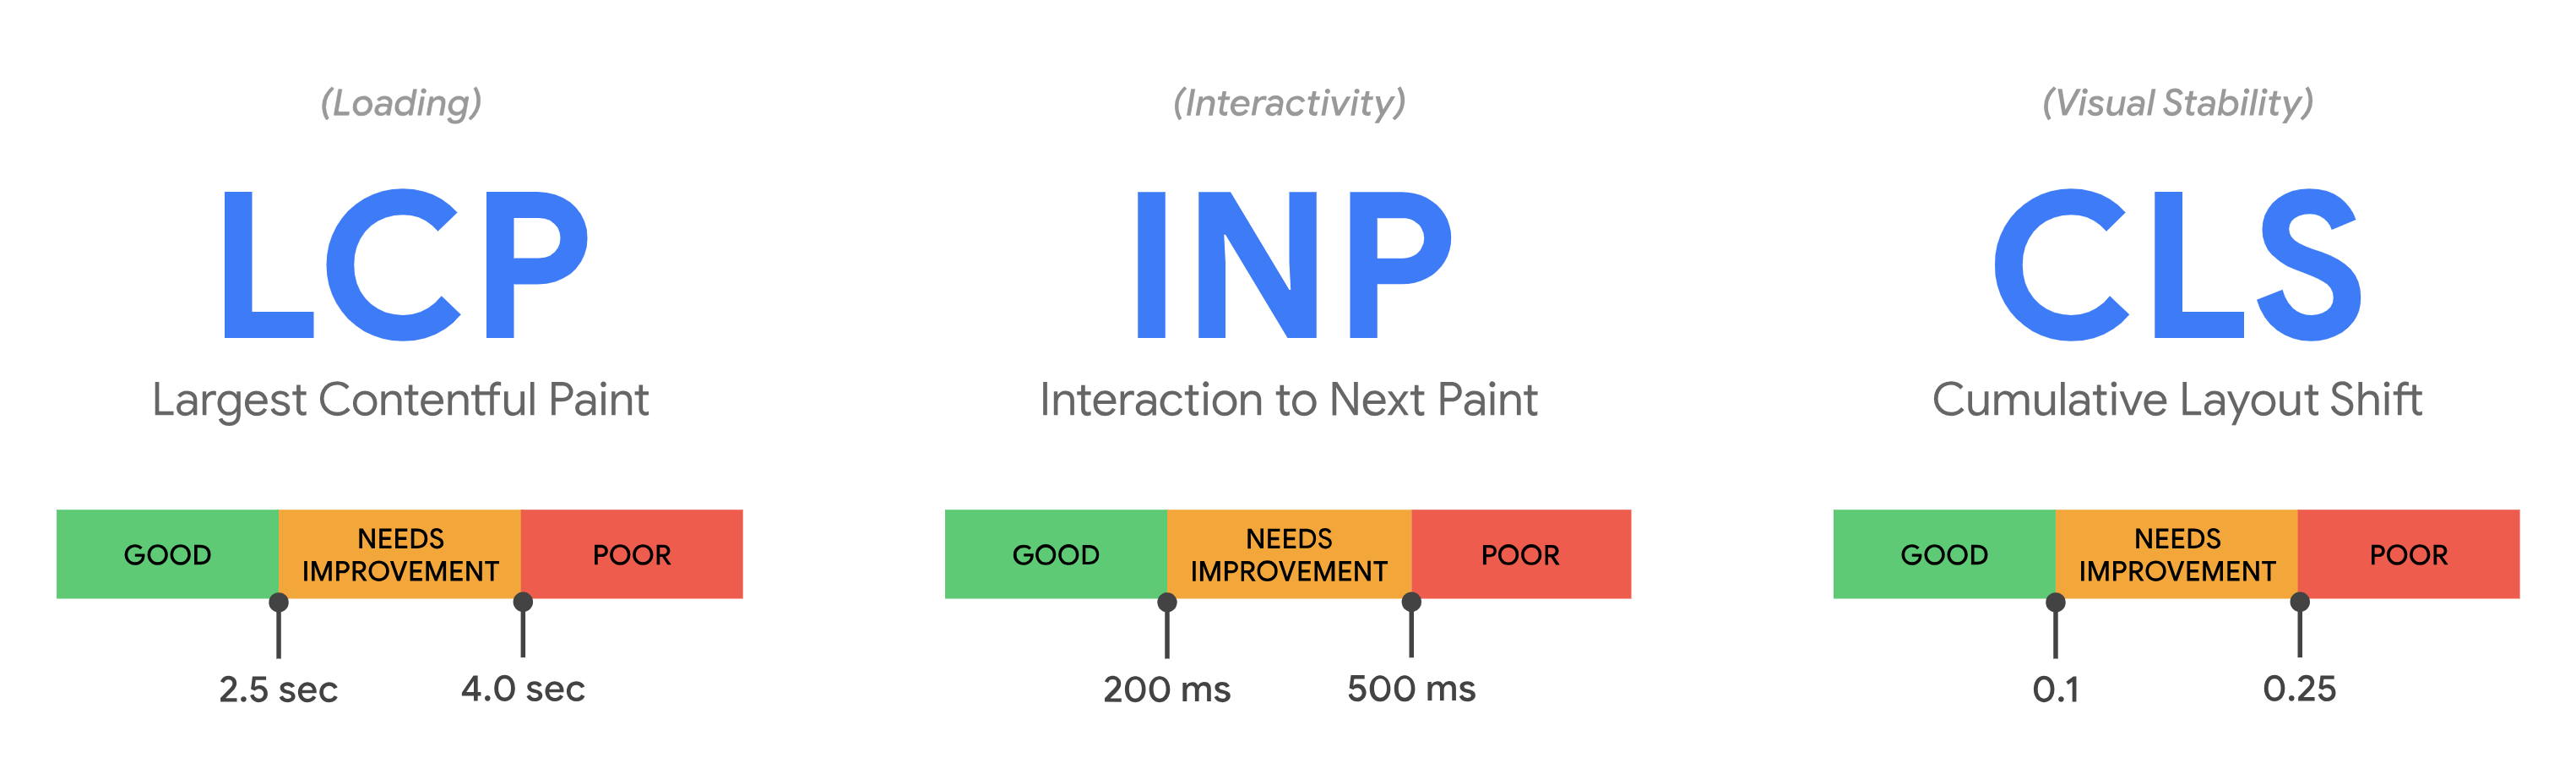 (Loading)
LCP
Largest Contentful Paint
GOOD
NEEDS
IMPROVEMENT
POOR
2.5 sec
4.0 sec
(Interactivity)
INP
Interaction to Next Paint
GOOD
NEEDS
IMPROVEMENT
POOR
200 ms
500 ms
(Visual Stability)
CLS
Cumulative Layout Shift
GOOD
NEEDS
IMPROVEMENT
POOR
0.1
0.25